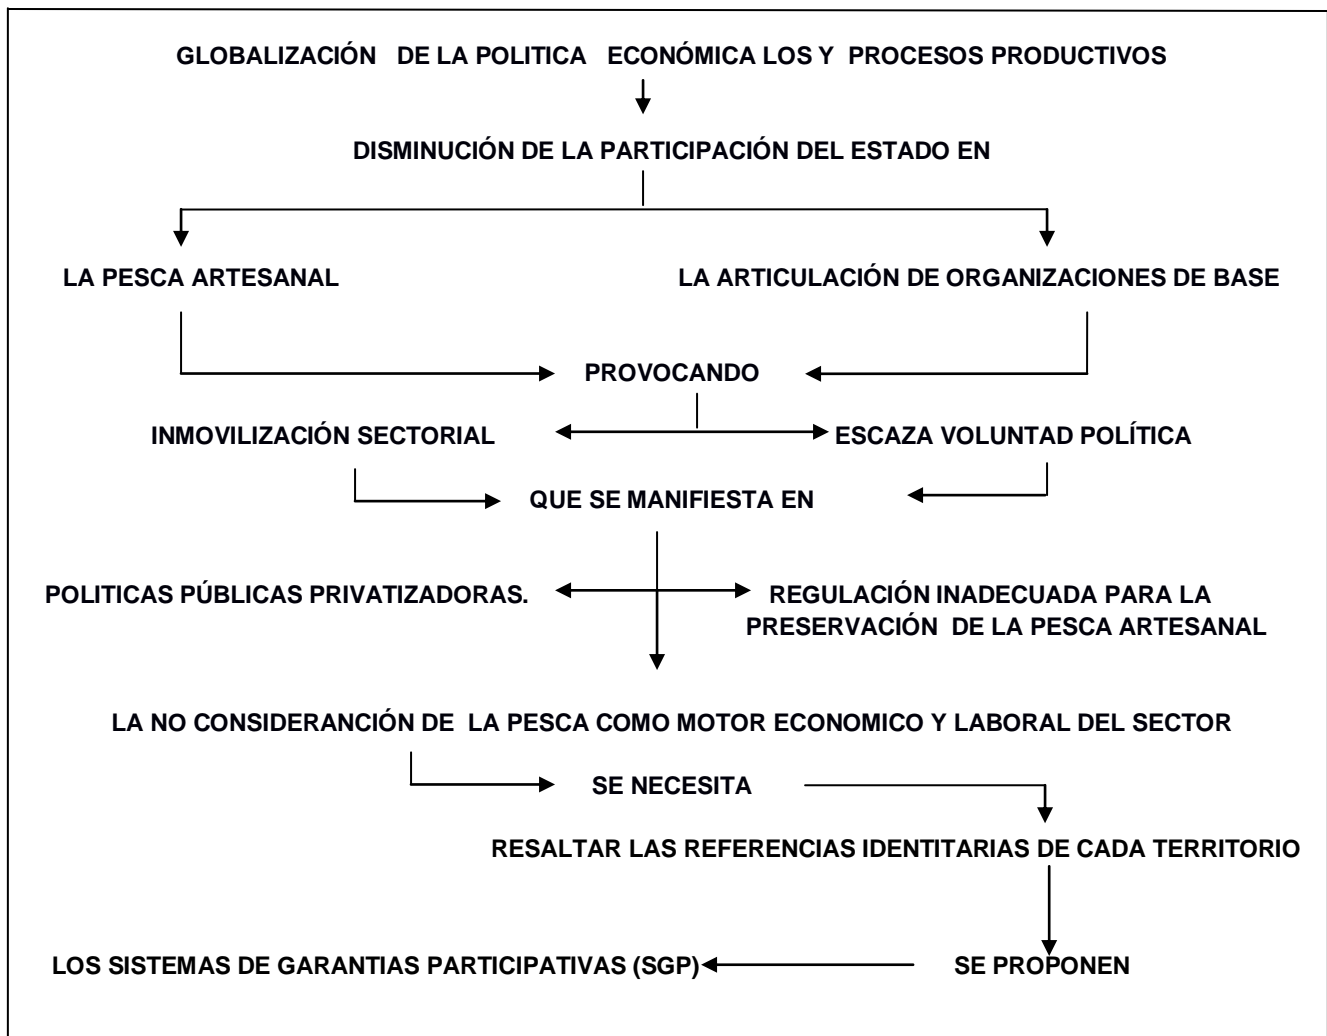 GLOBALIZACIÓN DE LA POLITICA ECONÓMICA LOS Y PROCESOS PRODUCTIVOS
DISMINUCIÓN DE LA PARTICIPACIÓN DEL ESTADO EN
LA PESCA ARTESANAL
LA ARTICULACIÓN DE ORGANIZACIONES DE BASE
PROVOCANDO
INMOVILIZACIÓN SECTORIAL
ESCAZA VOLUNTAD POLÍTICA
QUE SE MANIFIESTA EN
POLITICAS PÚBLICAS PRIVATIZADORAS.
REGULACIÓN INADECUADA PARA LA
PRESERVACIÓN DE LA PESCA ARTESANAL
LA NO CONSIDERANCIÓN DE LA PESCA COMO MOTOR ECONOMICO Y LABORAL DEL SECTOR
SE NECESITA
RESALTAR LAS REFERENCIAS IDENTITARIAS DE CADA TERRITORIO
LOS SISTEMAS DE GARANTIAS PARTICIPATIVAS (SGP)
SE PROPONEN